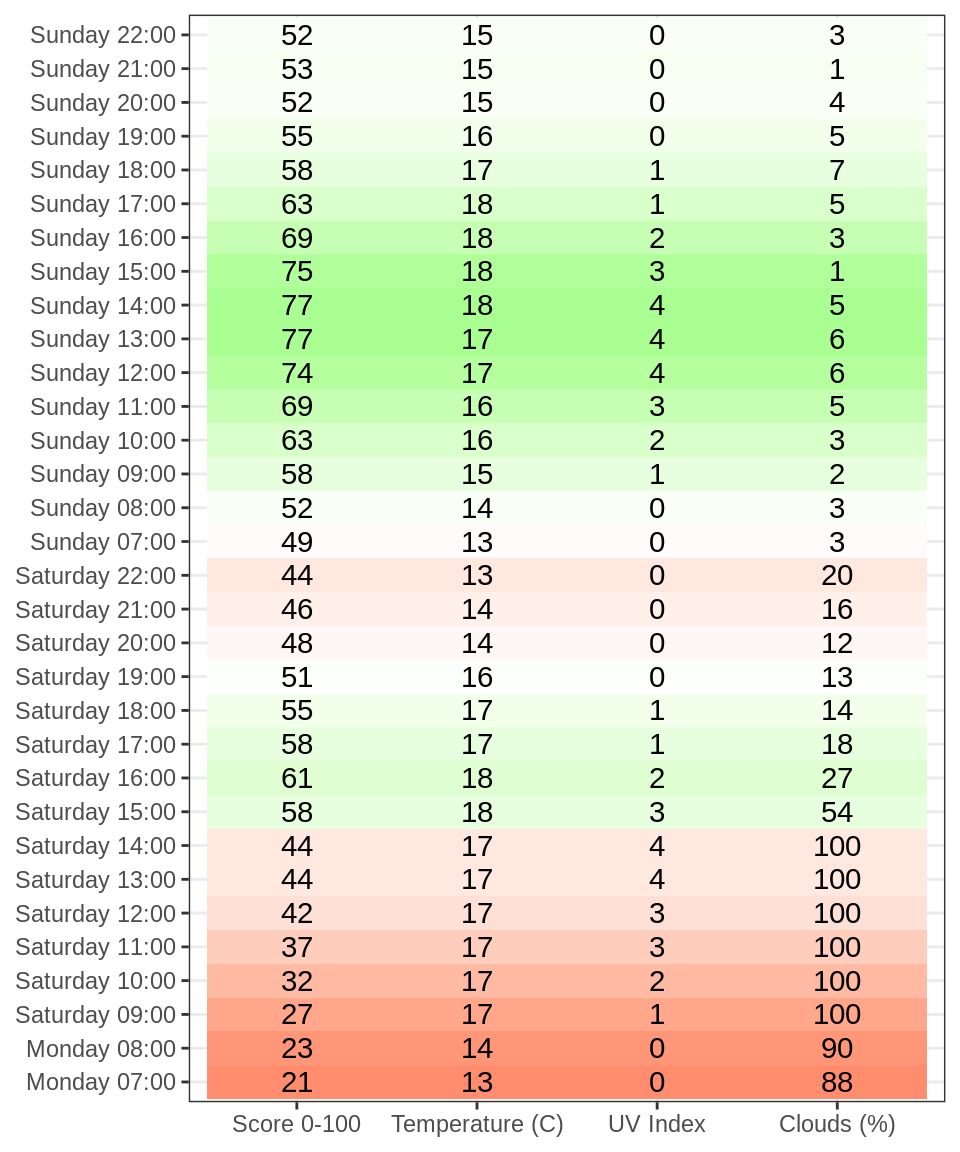 Sunday 22:00 52 15 0 3
Sunday 21:00 53 15 0 1
Sunday 20:00 52 15 0 4
Sunday 19:00 55 16 0 5
Sunday 18:00 58 17 1 7
Sunday 17:00 63 18 1 5
Sunday 16:00 69 18 2 3
Sunday 15:00 75 18 3 1
Sunday 14:00 77 18 4 5
Sunday 13:00 77 17 4 6
Sunday 12:00 74 17 4 6
Sunday 11:00 69 16 3 5
Sunday 10:00 63 16 2 3
Sunday 09:00 58 15 1 2
Sunday 08:00 52 14 0 3
Sunday 07:00 49 13 0 3
Saturday 22:00 44 13 0 20
Saturday 21:00 46 14 0 16
Saturday 20:00 48 14 0 12
Saturday 19:00 51 16 0 13
Saturday 18:00 55 17 1 14
Saturday 17:00 58 17 1 18
Saturday 16:00 61 18 2 27
Saturday 15:00 58 18 3 54
Saturday 14:00 44 17 4 100
Saturday 13:00 44 17 4 100
Saturday 12:00 42 17 3 100
Saturday 11:00 37 17 3 100
Saturday 10:00 32 17 2 100
Saturday 09:00 27 17 1 100
Monday 08:00 23 14 0 90
Monday 07:00 21 13 0 88
Score 0-100 Temperature (C) UV Index Clouds (%)